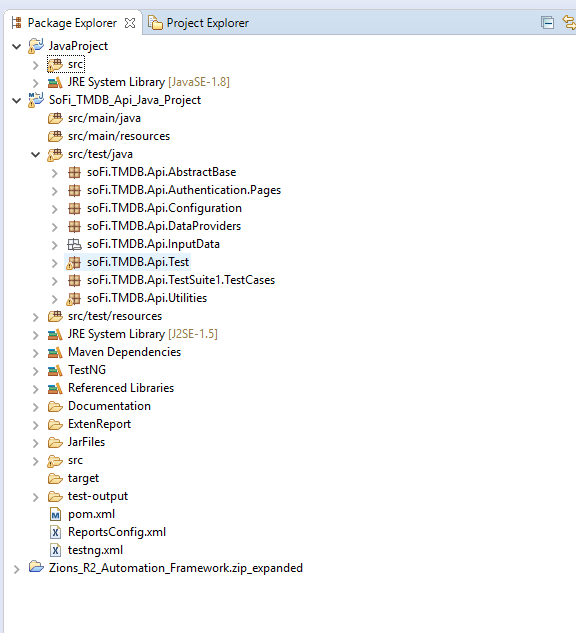 Package Explorer Project Explorer
JavaProject
src
JRE System Library [JavaSE-1.8]
SoFi_TMDB_Api_Java_Project
src/main/java
src/main/resources
src/test/java
soFi.TMDB.Api.AbstractBase
soFi.TMDB.Api.Authentication.Pages
soFi.TMDB.Api.Configuration
soFi.TMDB.Api.DataProviders
soFi.TMDB.Api.InputData
soFi.TMDB.Api.Test
soFi.TMDB.Api.TestSuite1.TestCases
soFi.TMDB.Api.Utilities
src/test/resources
JRE System Library [J2SE-1.5]
Maven Dependencies
TestNG
Referenced Libraries
Documentation
ExtenReport
JarFiles
src
target
test-output
pom.xml
ReportsConfig.xml
testng.xml
Zions_R2_Automation_Framework.zip_expanded